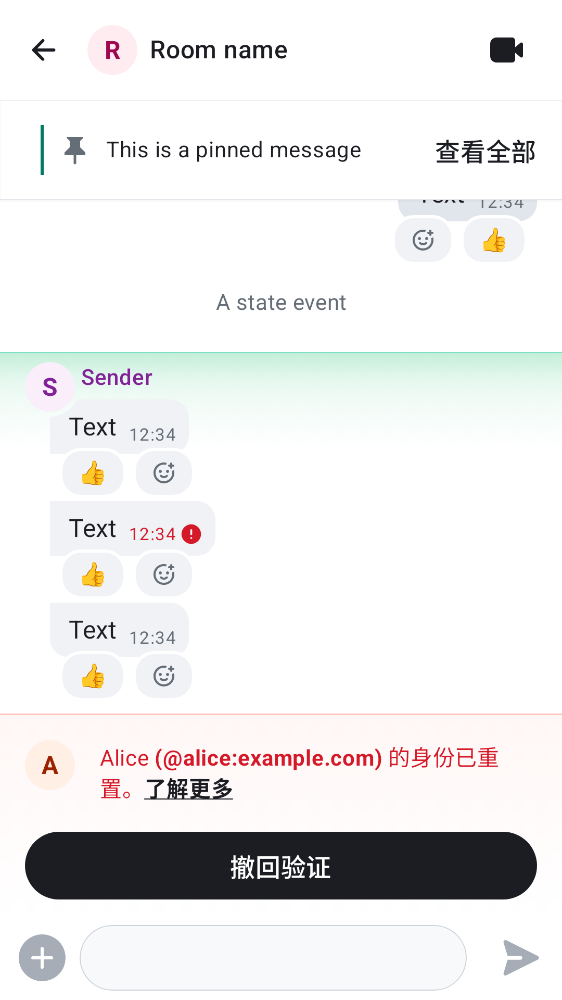 R Room name
This is a pinned message 查看全部
Text 12:34
A state event
S Sender
Text 12:34
Text 12:34
Text 12:34
A Alice (@alice:example.com) 的身份已重
置。了解更多
撤回验证